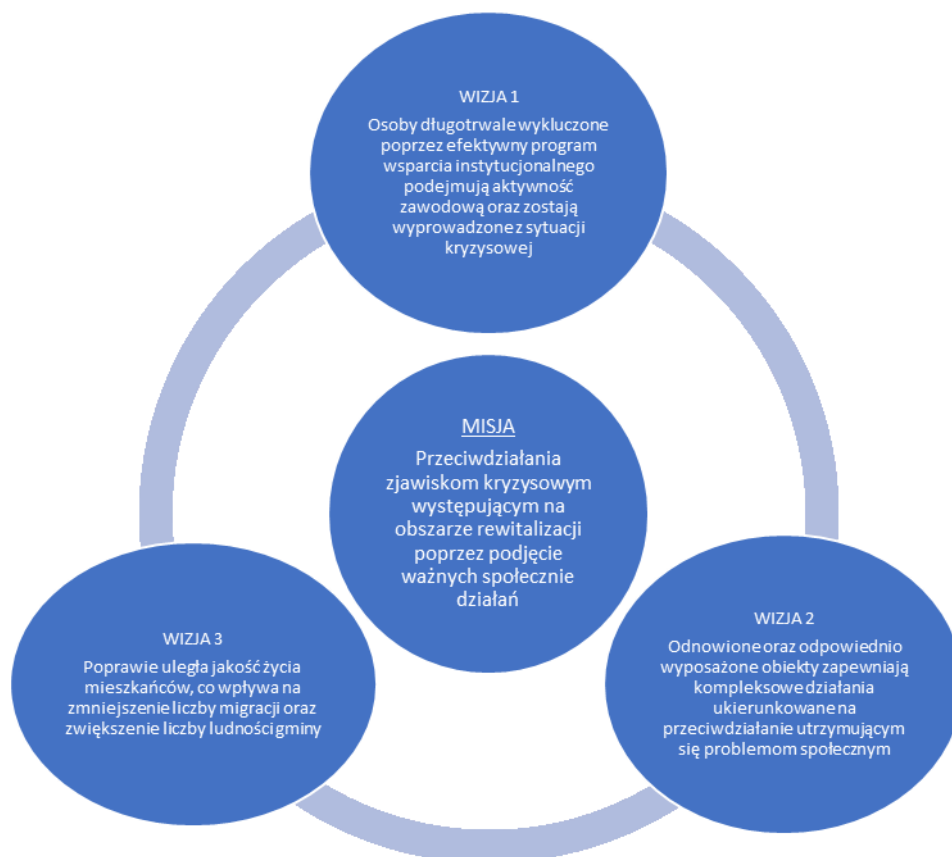 WIZJA 1
Osoby długotrwale wykluczone
poprzez efektywny program
wsparcia instytucjonalnego
podejmują aktywność
zawodową oraz zostają
wyprowadzone z sytuacji
kryzysowej
MISJA
Przeciwdziałania
zjawiskom kryzysowym
występującym na
obszarze rewitalizacji
poprzez podjęcie
ważnych społecznie
działań
WIZJA 2
Odnowione oraz odpowiednio
wyposażone obiekty zapewniają
kompleksowe działania
ukierunkowane na
przeciwdziałanie utrzymującym
się problemom społecznym
WIZJA 3
Poprawie uległa jakość życia
mieszkańców, co wpływa na
zmniejszenie liczby migracji oraz
zwiększenie liczby ludności gminy